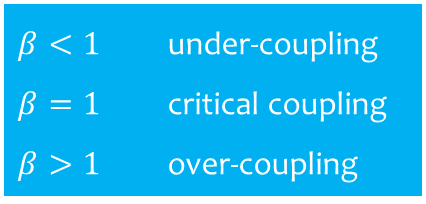 β < 1 under-coupling
β = 1 critical coupling
β > 1 over-coupling